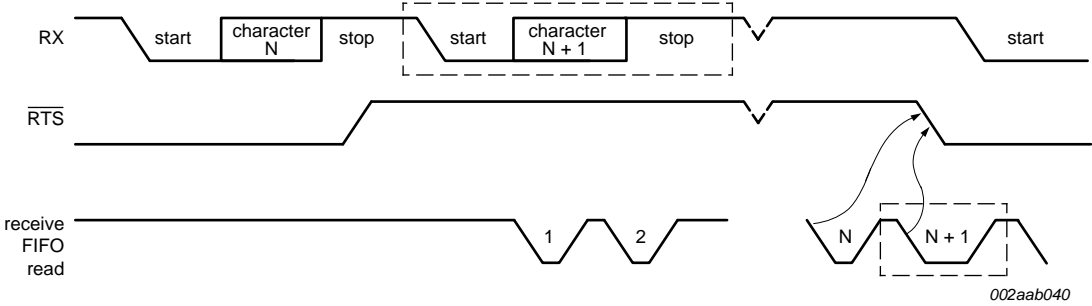 RX
start
character
N
stop
start
character
N + 1
stop
start
RTS
receive
FIFO
read
1
2
N
N + 1
002aab040